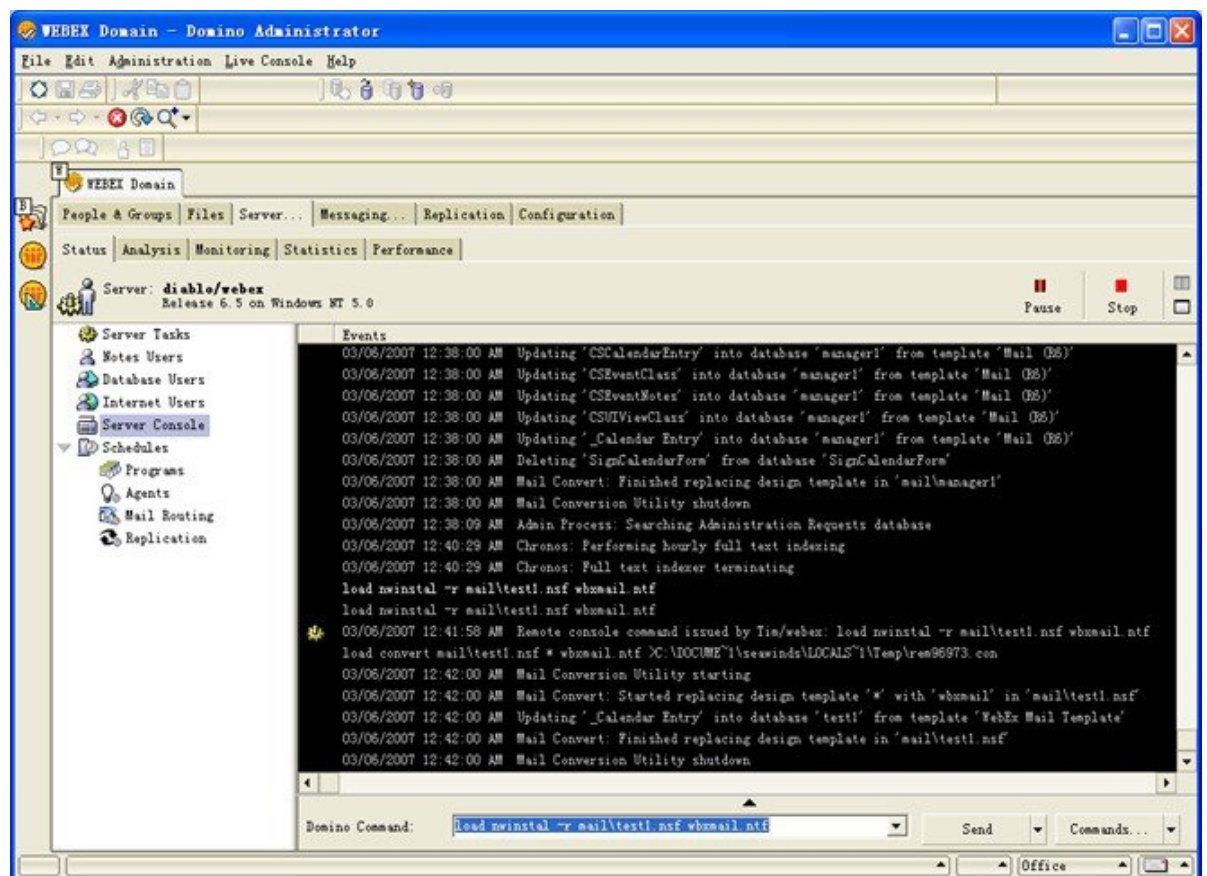 WEBEX Domain - Domino Administrator
File Edit Administration Live Console Help
WEBEX Domain
People & Groups Files Server... Messaging... Replication Configuration
Status Analysis Monitoring Statistics Performance
Server: diablo/webex
Release 6.5 on Windows NT 5.0
Pause Stop
Server Tasks
Notes Users
Database Users
Internet Users
Server Console
Schedules
Programs
Agents
Mail Routing
Replication
Events
03/06/2007 12:38:00 AM Updating 'CSCalendarEntry' into database 'manager1' from template 'Mail (R6)'
03/06/2007 12:38:00 AM Updating 'CSEventClass' into database 'manager1' from template 'Mail (R6)'
03/06/2007 12:38:00 AM Updating 'CSEventNotes' into database 'manager1' from template 'Mail (R6)'
03/06/2007 12:38:00 AM Updating 'CSUIViewClass' into database 'manager1' from template 'Mail (R6)'
03/06/2007 12:38:00 AM Updating '_Calendar Entry' into database 'manager1' from template 'Mail (R6)'
03/06/2007 12:38:00 AM Deleting 'SignCalendarForm' from database 'SignCalendarForm'
03/06/2007 12:38:00 AM Mail Convert: Finished replacing design template in 'mail\manager1'
03/06/2007 12:38:00 AM Mail Conversion Utility shutdown
03/06/2007 12:38:09 AM Admin Process: Searching Administration Requests database
03/06/2007 12:40:29 AM Chronos: Performing hourly full text indexing
03/06/2007 12:40:29 AM Chronos: Full text indexer terminating
load nwinstal -r mail\test1.nsf wbxmail.ntf
load nwinstal -r mail\test1.nsf wbxmail.ntf
03/06/2007 12:41:58 AM Remote console command issued by Tim/webex: load nwinstal -r mail\test1.nsf wbxmail.ntf
load convert mail\test1.nsf * wbxmail.ntf >C:\DOCUME~1\seawinds\LOCALS~1\Temp\rem96973.con
03/06/2007 12:42:00 AM Mail Conversion Utility starting
03/06/2007 12:42:00 AM Mail Convert: Started replacing design template '*' with 'wbxmail' in 'mail\test1.nsf'
03/06/2007 12:42:00 AM Updating '_Calendar Entry' into database 'test1' from template 'WebEx Mail Template'
03/06/2007 12:42:00 AM Mail Convert: Finished replacing design template in 'mail\test1.nsf'
03/06/2007 12:42:00 AM Mail Conversion Utility shutdown
Domino Command: load nwinstal -r mail\test1.nsf wbxmail.ntf Send Commands...
Office